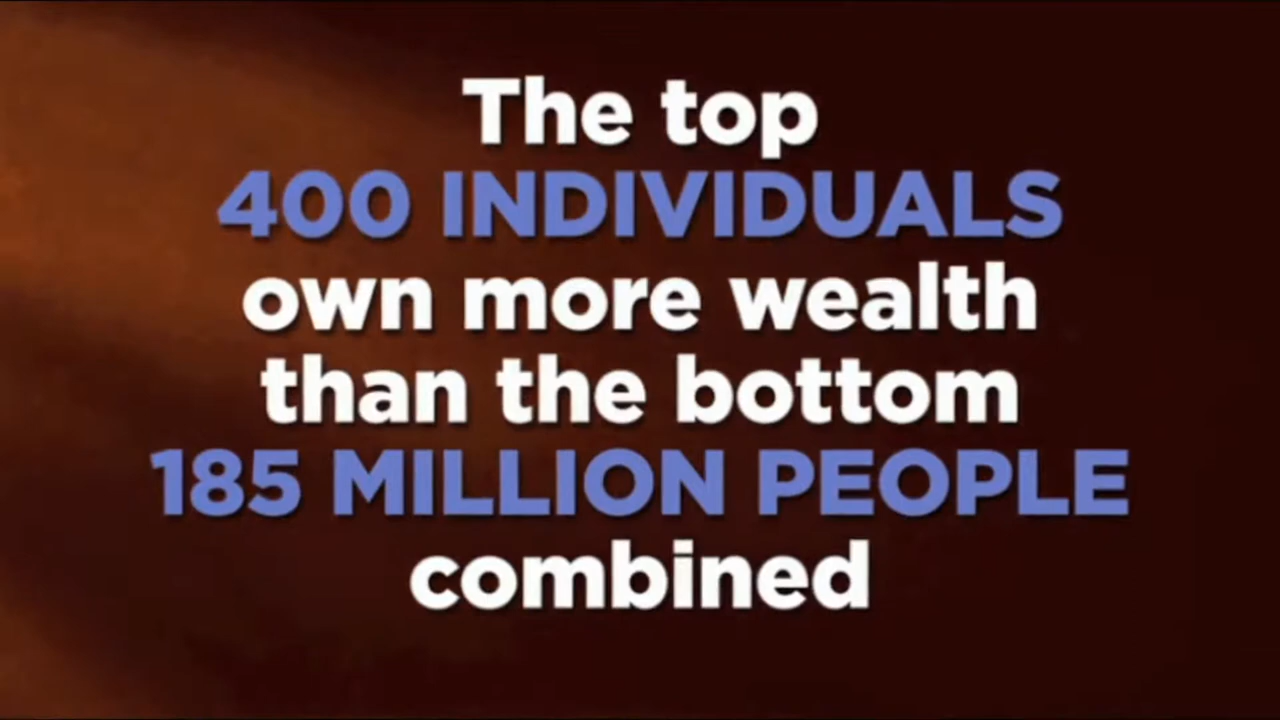 The top
400 INDIVIDUALS
own more wealth
than the bottom
185 MILLION PEOPLE
combined